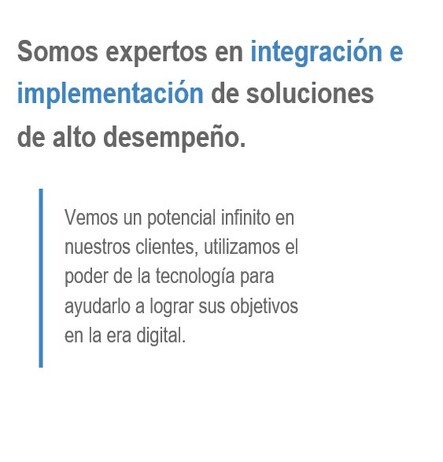 Somos expertos en integración e
implementación de soluciones
de alto desempeño.
Vemos un potencial infinito en
nuestros clientes, utilizamos el
poder de la tecnología para
ayudarlo a lograr sus objetivos
en la era digital.